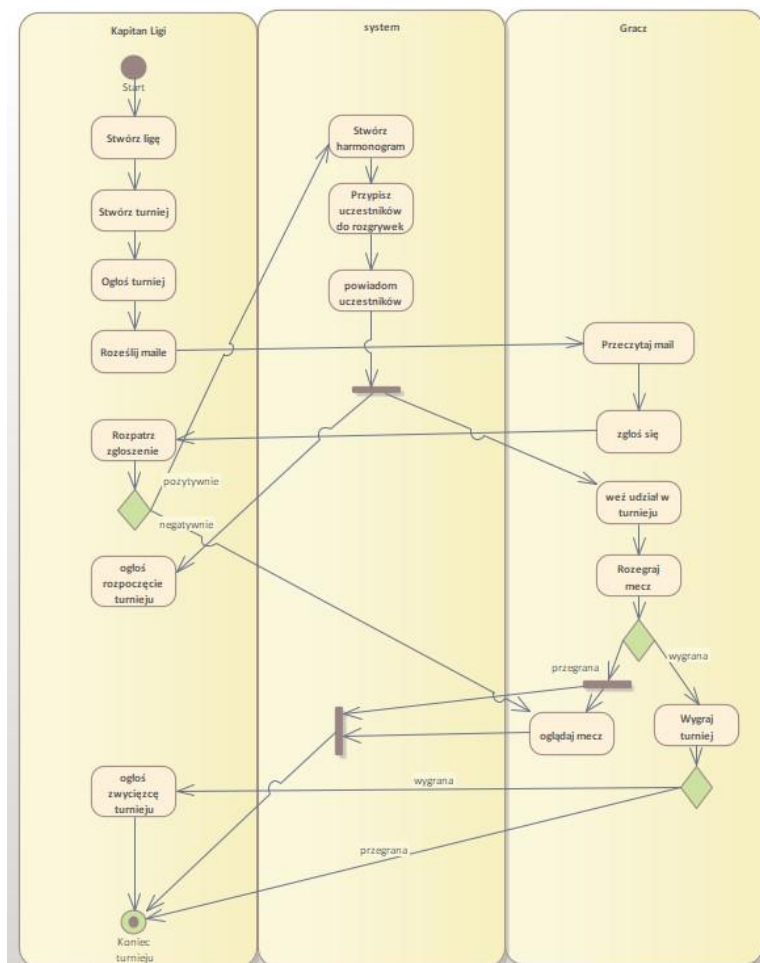 Kapitan Ligi
system
Gracz
Start
Stwórz ligę
Stwórz
harmonogram
Stwórz turniej
Przypisz
uczestników
do rozgrywek
Ogłoś turniej
powiadom
uczestników
Roześlij maile
Przeczytaj mail
Rozpatrz
zgłoszenie
zgłoś się
pozytywnie
negatywnie
weź udział w
turnieju
ogłoś
rozpoczęcie
turnieju
Rozegraj
mecz
przegrana
wygrana
oglądaj mecz
Wygraj
turniej
ogłoś
zwycięzcę
turnieju
wygrana
przegrana
Koniec
turnieju